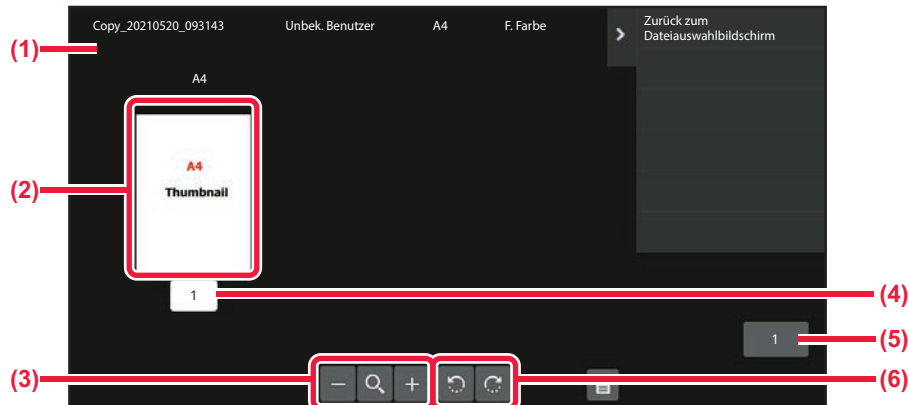 Copy_20210520_093143 Unbek. Benutzer A4 F. Farbe
Zurück zum
Dateiauswahlbildschirm
(1)
A4
A4
Thumbnail
(2)
1
(4)
1
(5)
(3)
(6)